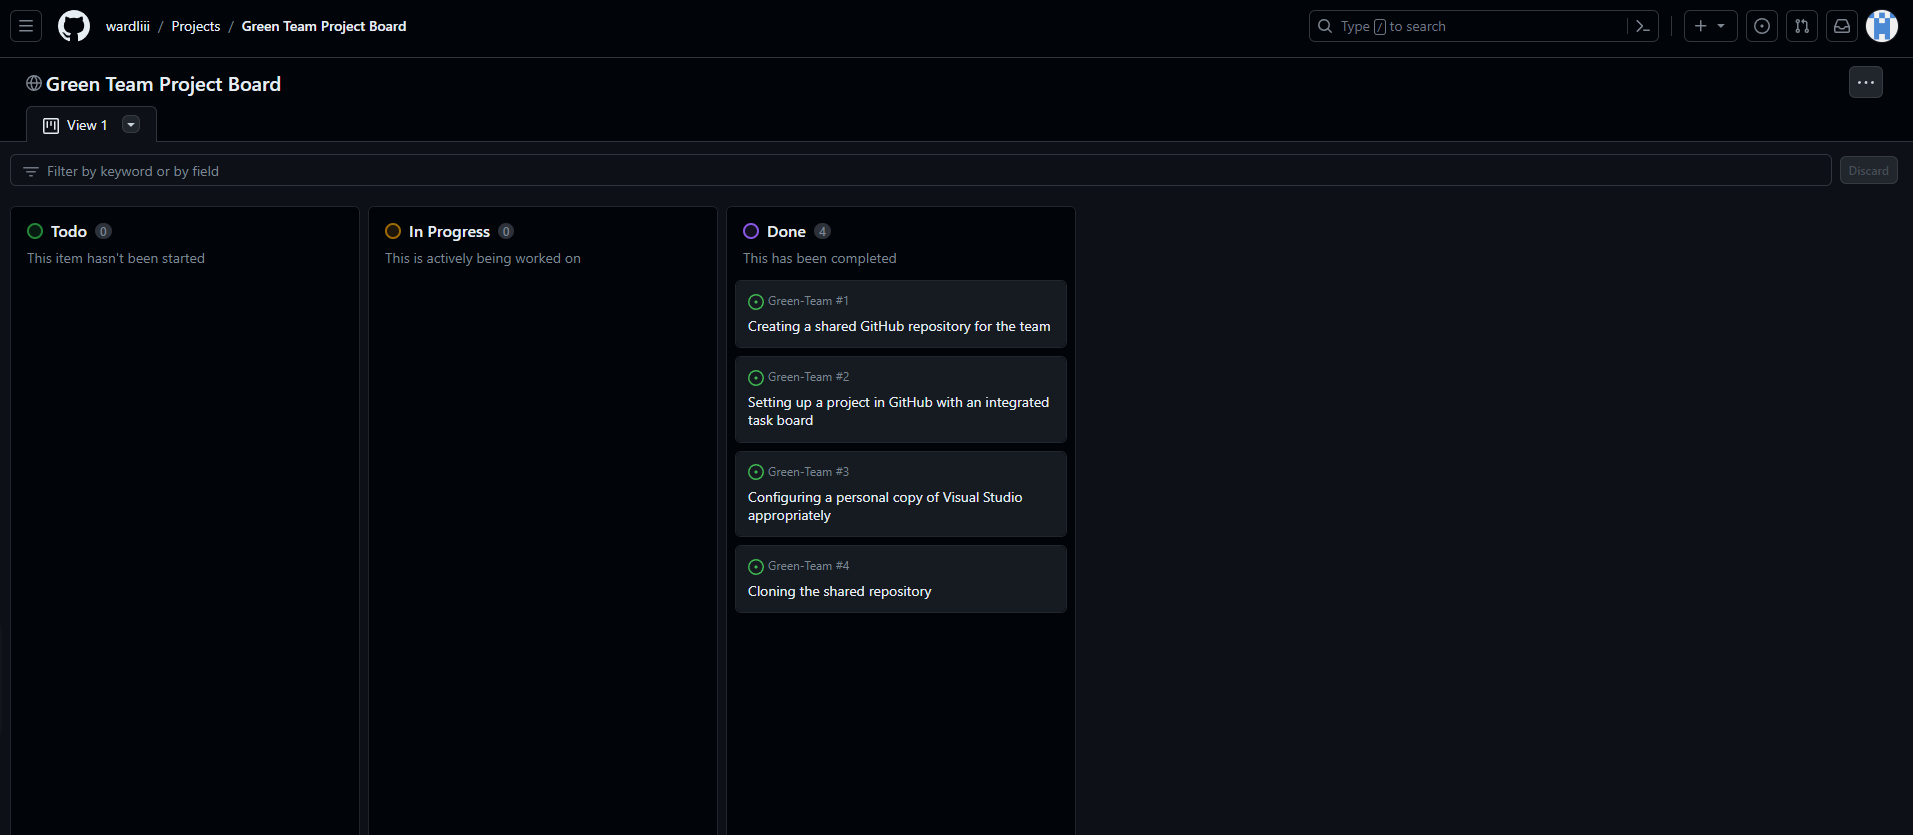 wardliii / Projects / Green Team Project Board
Type / to search
Green Team Project Board
View 1
Filter by keyword or by field
Discard
Todo 0
This item hasn't been started
In Progress 0
This is actively being worked on
Done 4
This has been completed
Green-Team #1
Creating a shared GitHub repository for the team
Green-Team #2
Setting up a project in GitHub with an integrated
task board
Green-Team #3
Configuring a personal copy of Visual Studio
appropriately
Green-Team #4
Cloning the shared repository